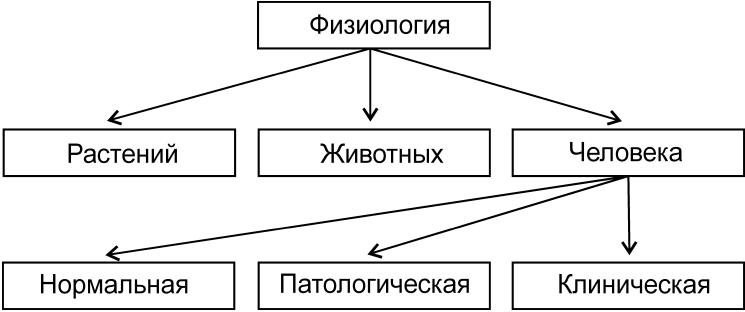 Физиология
Растений
Животных
Человека
Нормальная
Патологическая
Клиническая